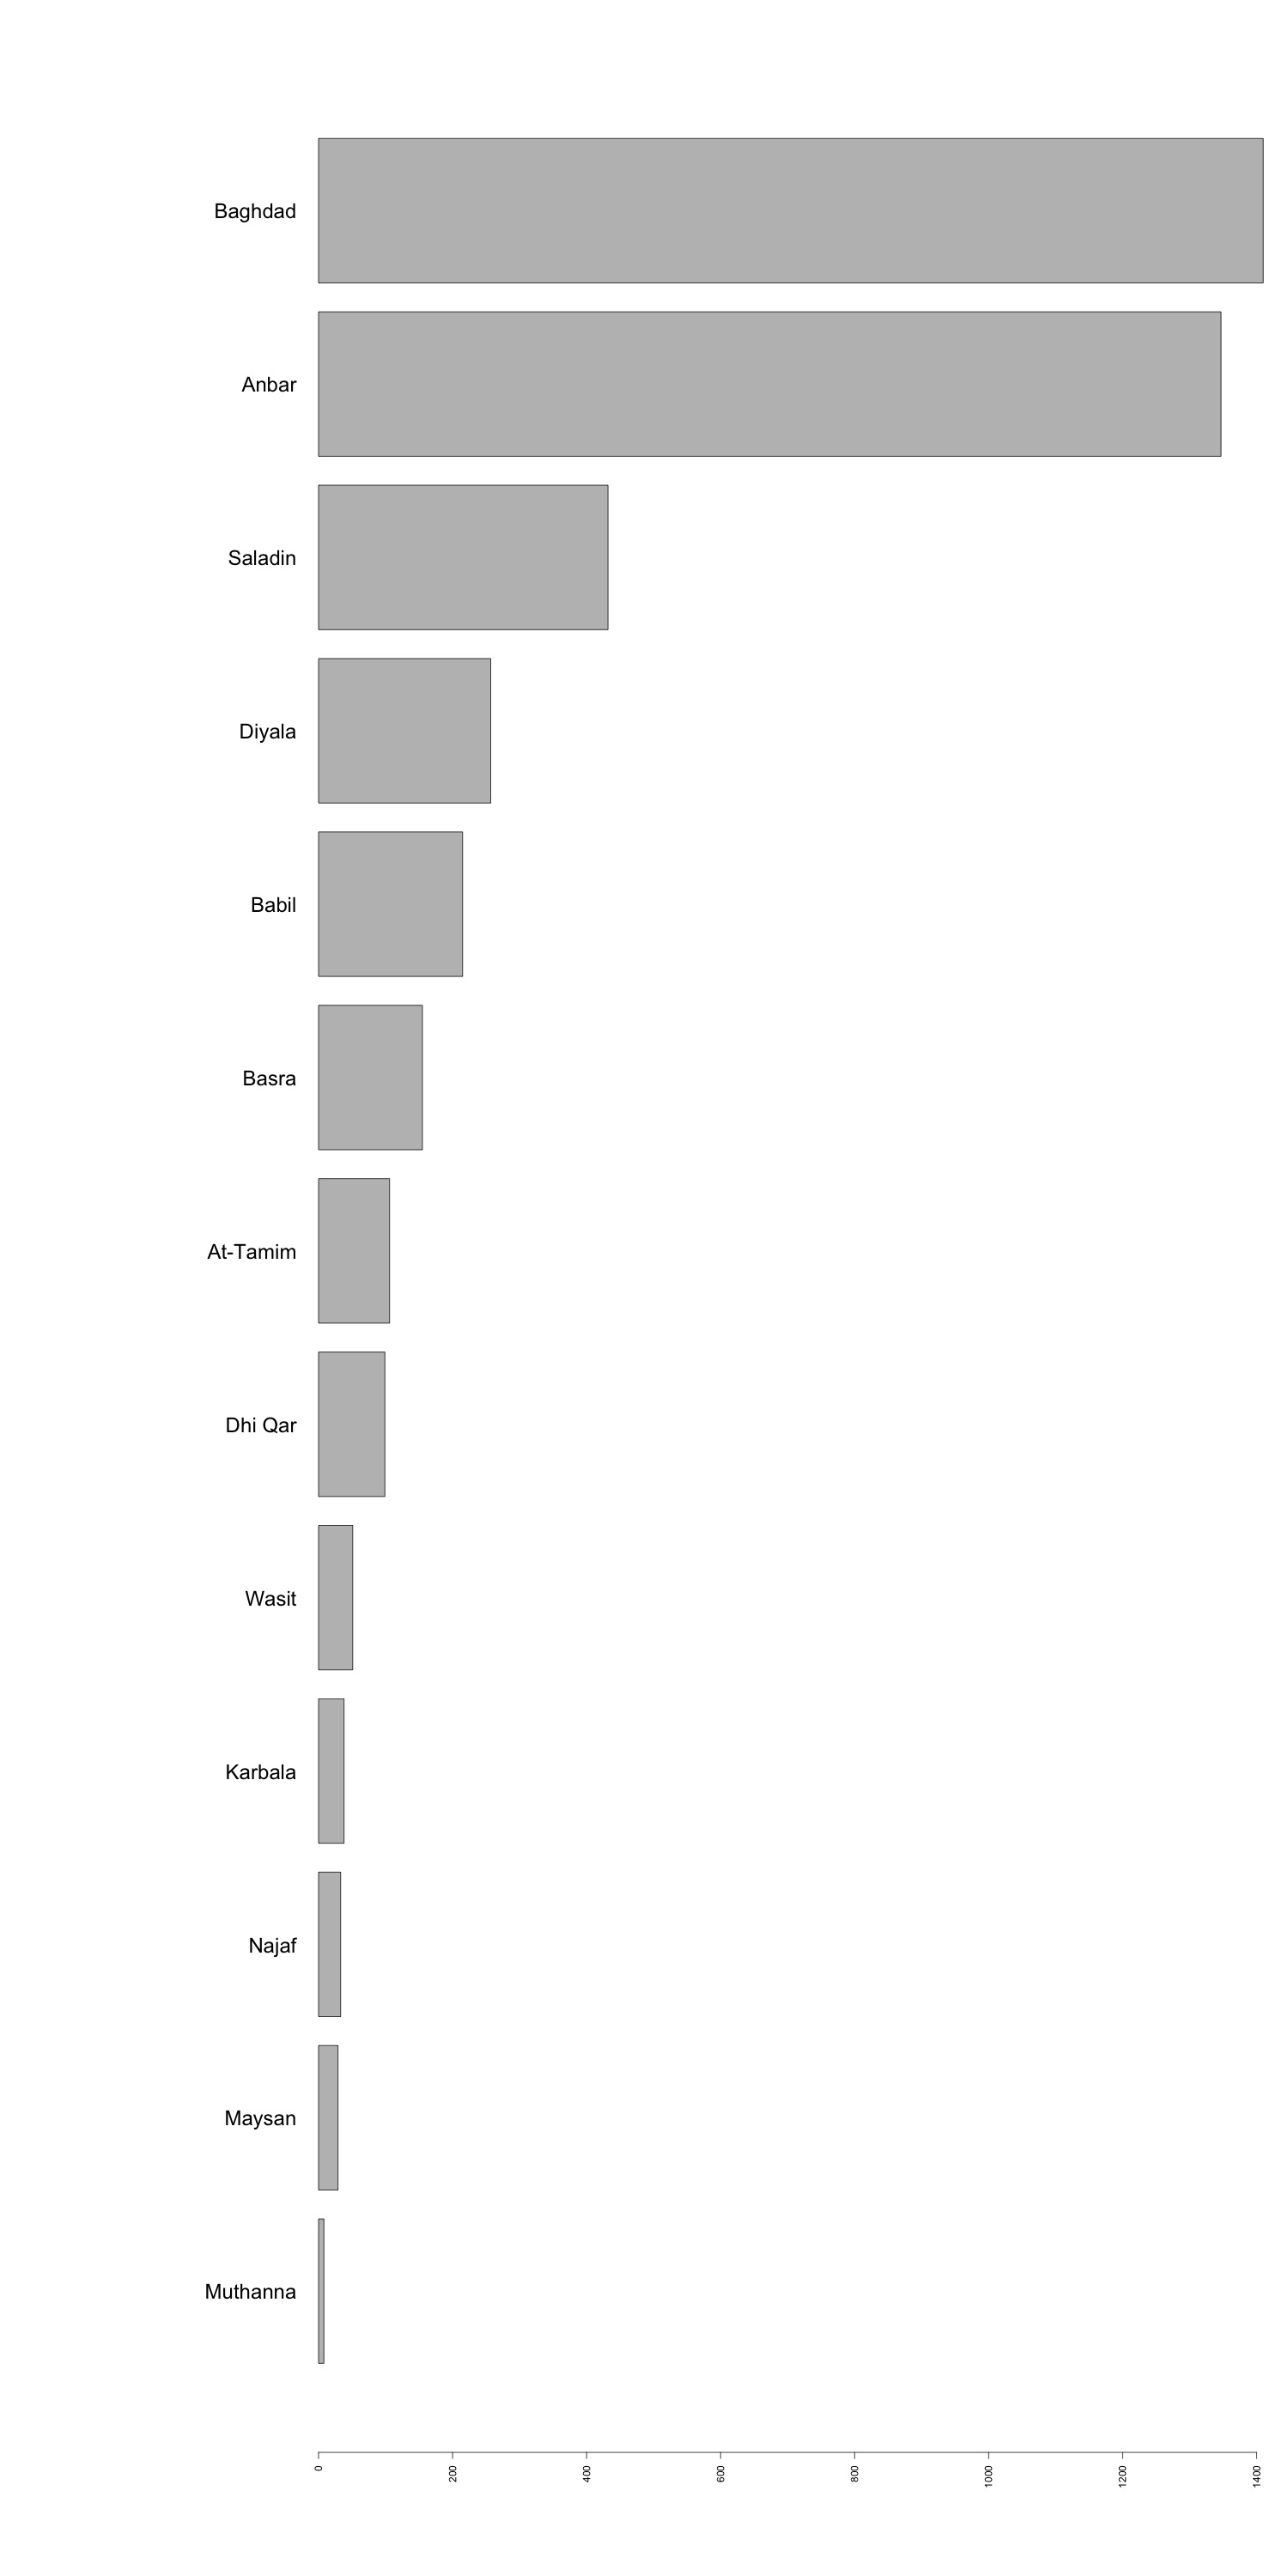 Baghdad
Anbar
Saladin
Diyala
Babil
Basra
At-Tamim
Dhi Qar
Wasit
Karbala
Najaf
Maysan
Muthanna
0 200 400 600 800 1000 1200 1400